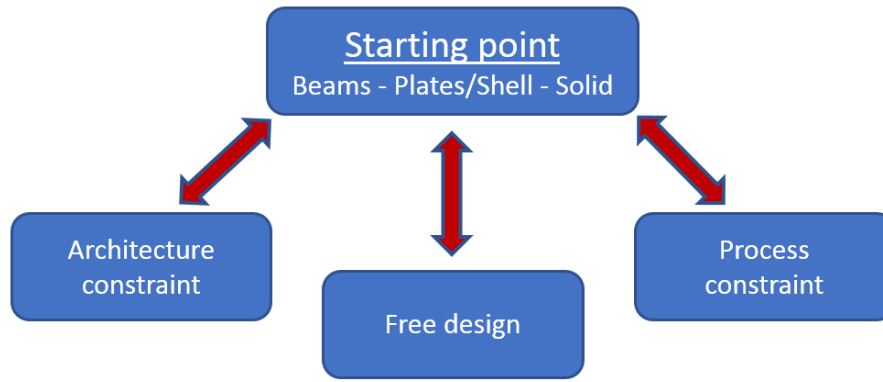 Starting point
Beams - Plates/Shell - Solid
Architecture
constraint
Free design
Process
constraint